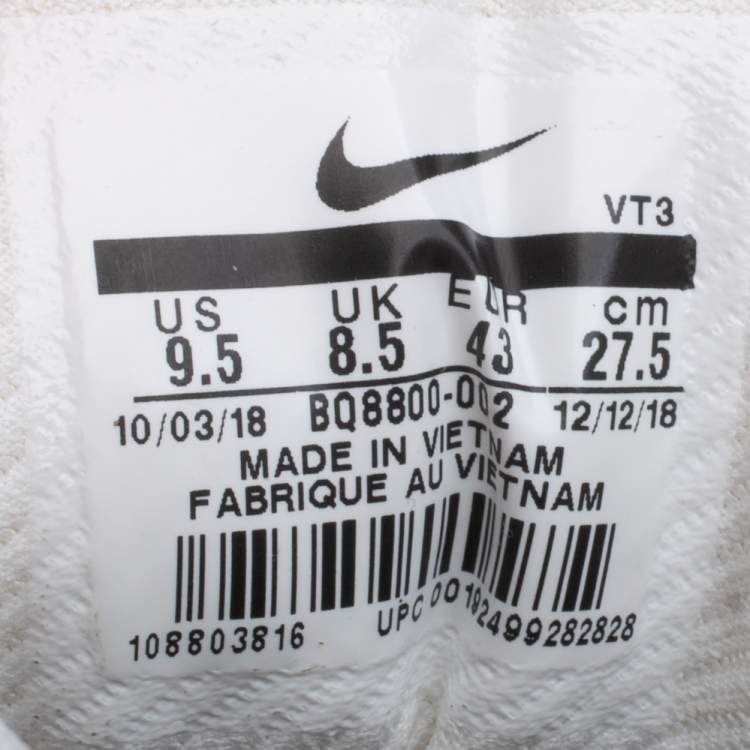 VT3
US UK EUR cm
9.5 8.5 43 27.5
10/03/18 BQ8800-002 12/12/18
MADE IN VIETNAM
FABRIQUE AU VIETNAM
108803816 UPC 00192499282828